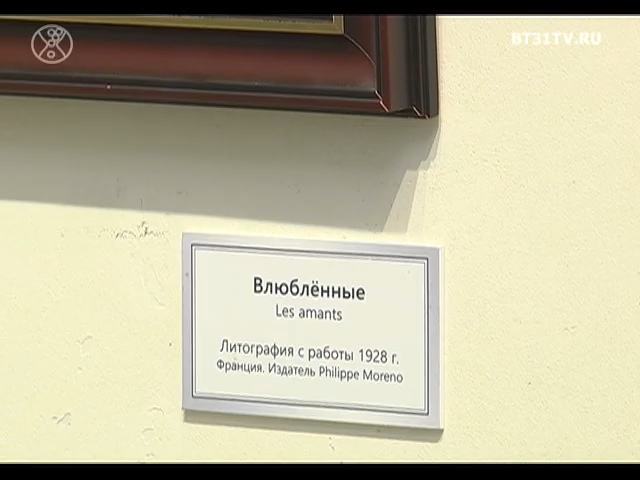 BT31TV.RU
Влюблённые
Les amants
Литография с работы 1928 г.
Франция. Издатель Philippe Moreno